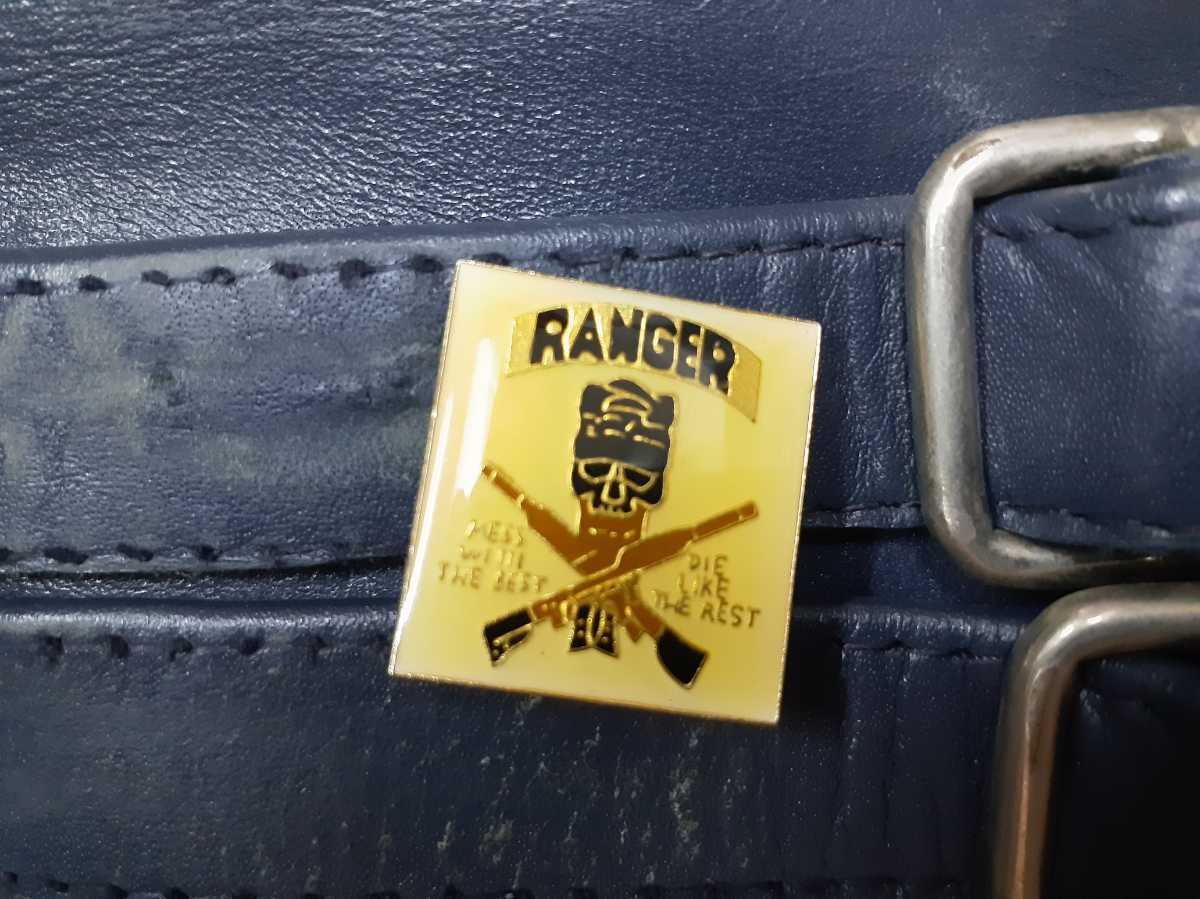 RANGER
MESS
WITH
THE BEST
DIE
LIKE
THE REST